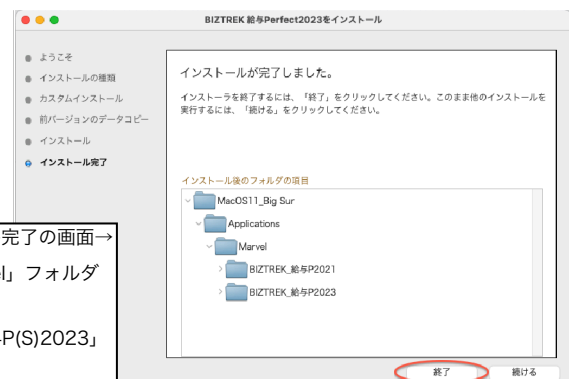 BIZTREK 給与Perfect2023をインストール
ようこそ
インストールの種類
カスタムインストール
前バージョンのデータコピー
インストール
インストール完了
インストールが完了しました。
インストーラを終了するには、「終了」をクリックしてください。このまま他のインストールを
実行するには、「続ける」をクリックしてください。
インストール後のフォルダの項目
MacOS11_Big Sur
Applications
Marvel
BIZTREK_給与P2021
BIZTREK_給与P2023
終了
続ける
完了の画面→
」フォルダ
P(S)2023」